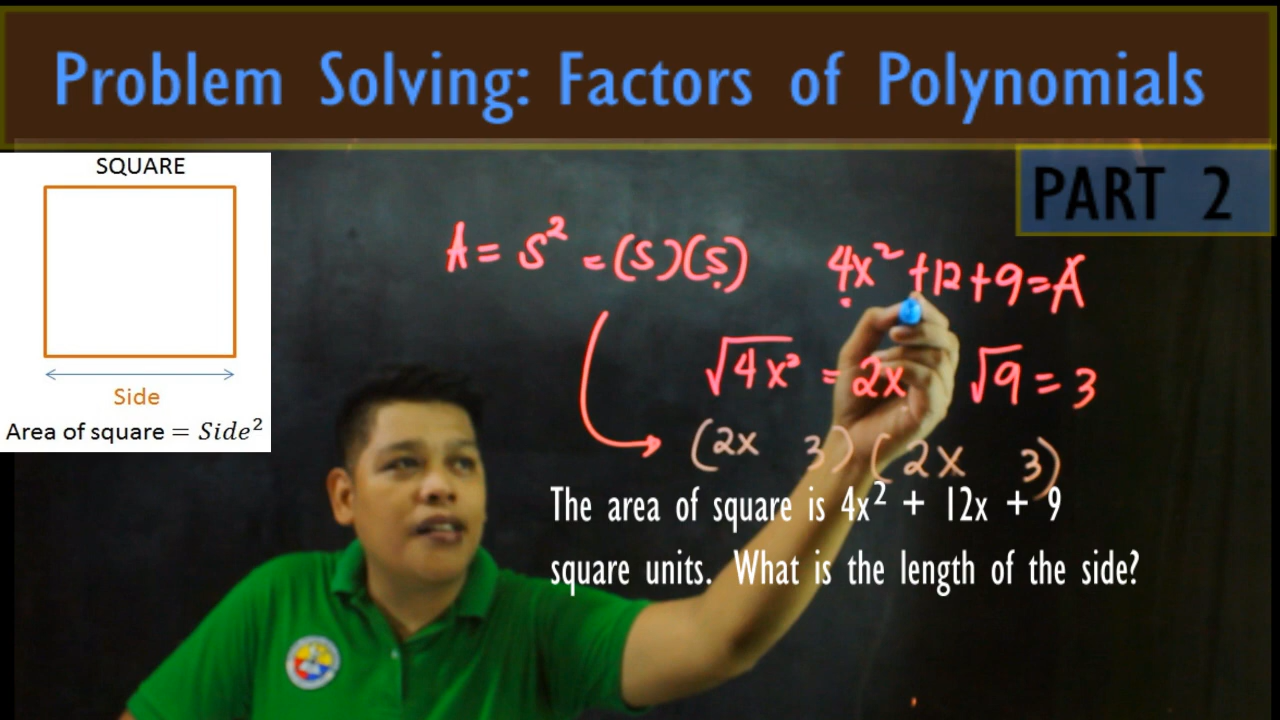 Problem Solving: Factors of Polynomials
PART 2
SQUARE
Side
Area of square = Side²
A = S² = (S)(S)
4x² + 12 + 9 = A
√4x² = 2x √9 = 3
(2x 3) (2x 3)
The area of square is 4x² + 12x + 9
square units. What is the length of the side?